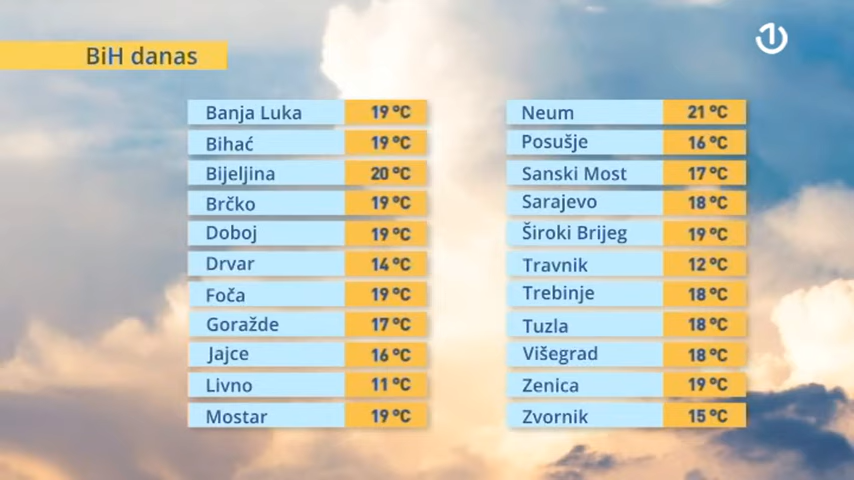 BiH danas
Banja Luka 19 °C
Bihać 19 °C
Bijeljina 20 °C
Brčko 19 °C
Doboj 19 °C
Drvar 14 °C
Foča 19 °C
Goražde 17 °C
Jajce 16 °C
Livno 11 °C
Mostar 19 °C
Neum 21 °C
Posušje 16 °C
Sanski Most 17 °C
Sarajevo 18 °C
Široki Brijeg 19 °C
Travnik 12 °C
Trebinje 18 °C
Tuzla 18 °C
Višegrad 18 °C
Zenica 19 °C
Zvornik 15 °C